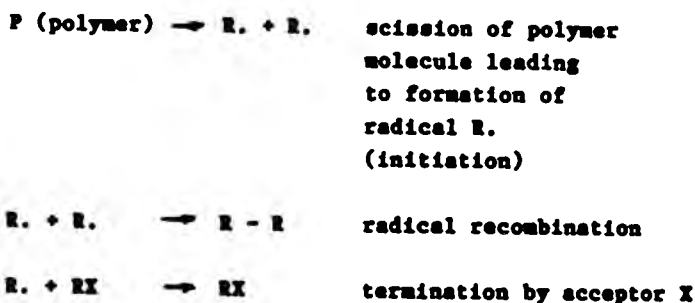 P (polymer) → R. + R. scission of polymer
molecule leading
to formation of
radical R.
(initiation)
R. + R. → R - R radical recombination
R. + RX → RX termination by acceptor X